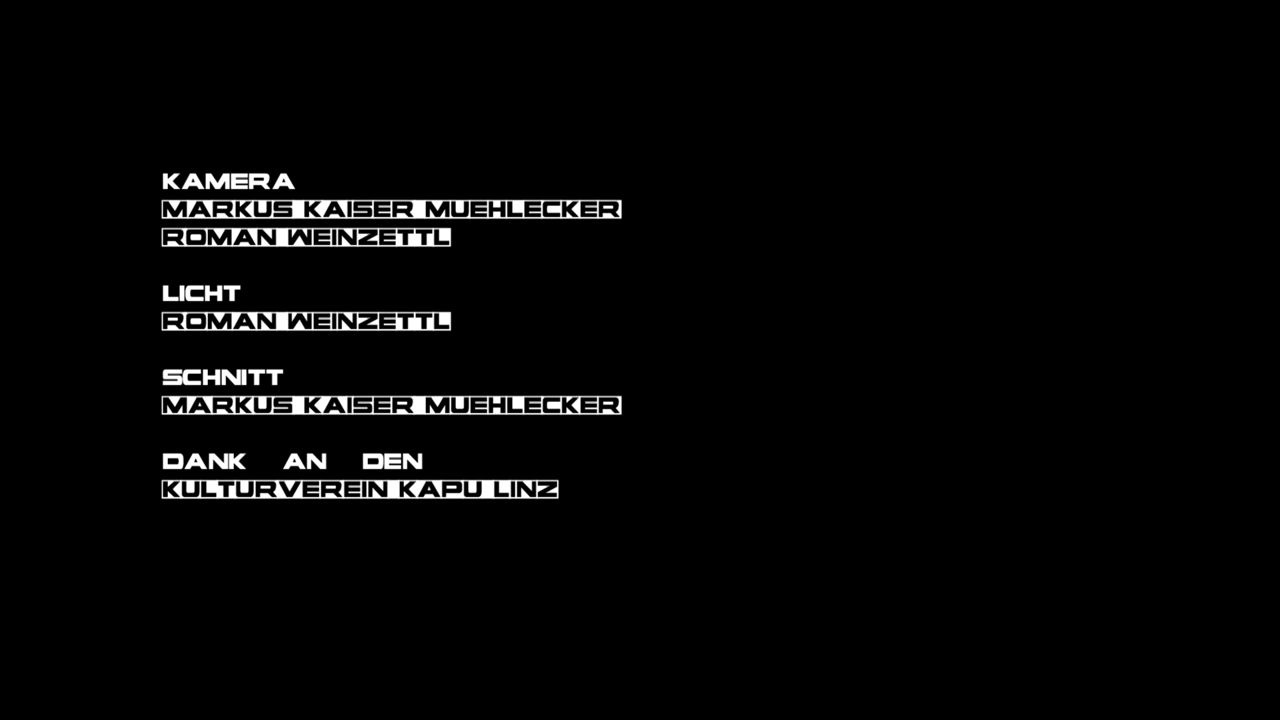 KAMERA
MARKUS KAISER MUEHLECKER
ROMAN WEINZETTL
LICHT
ROMAN WEINZETTL
SCHNITT
MARKUS KAISER MUEHLECKER
DANK AN DEN
KULTURVEREIN KAPU LINZ